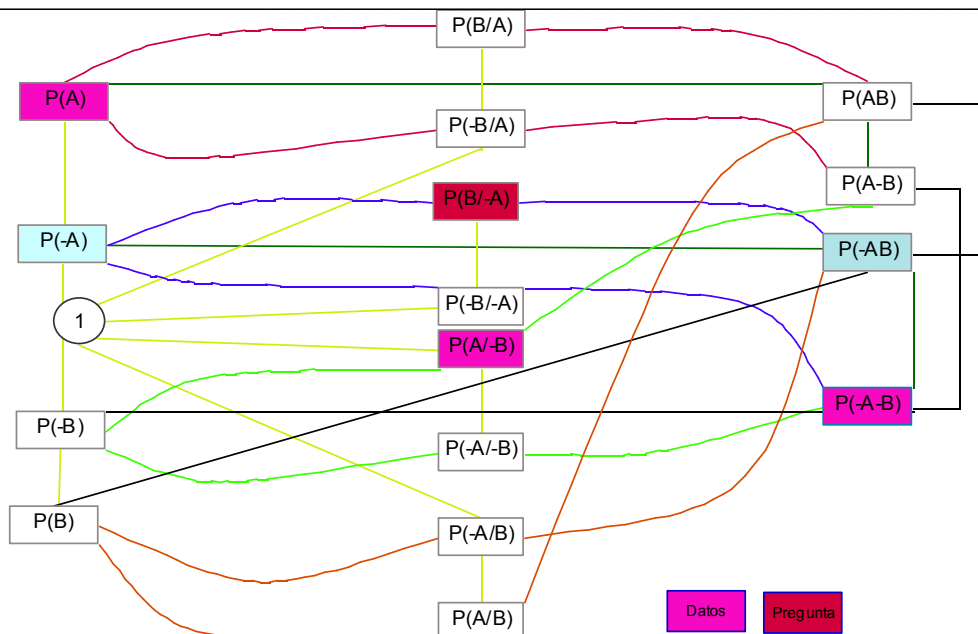 P(B/A)
P(A)
P(AB)
P(-B/A)
P(A-B)
P(B/-A)
P(-A)
P(-AB)
P(-B/-A)
1
P(A/-B)
P(-A-B)
P(-B)
P(-A/-B)
P(B)
P(-A/B)
P(A/B)
Datos
Pregunta